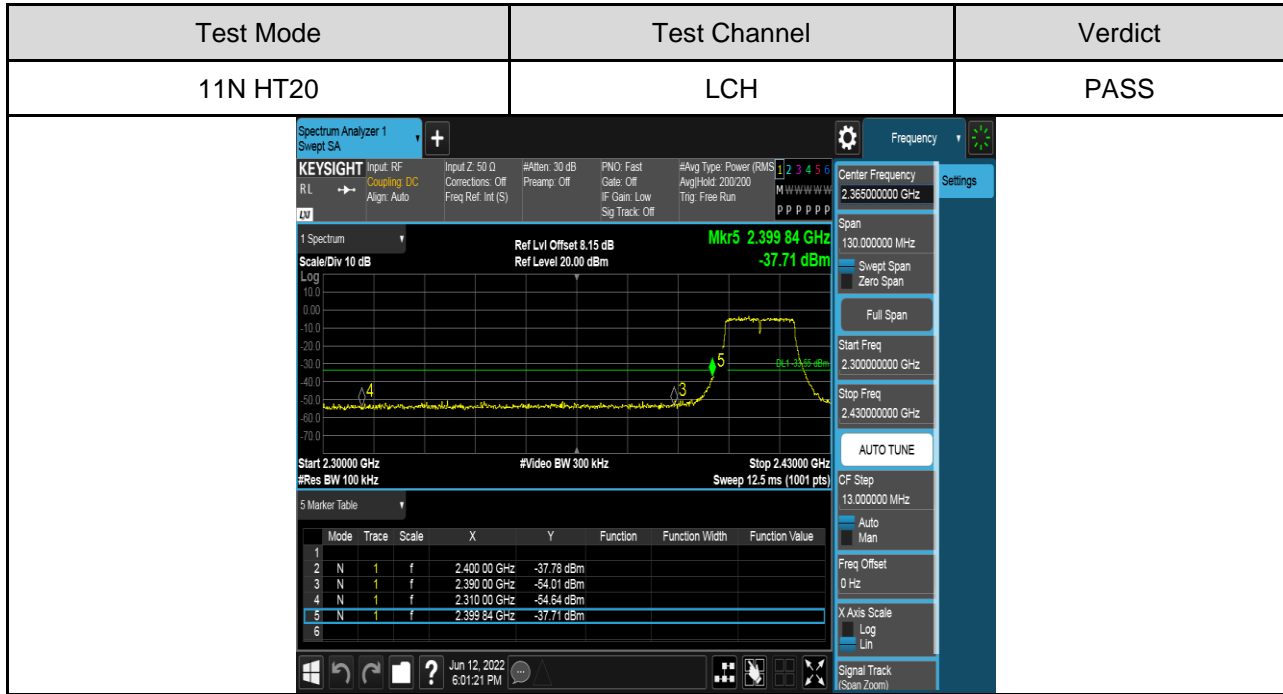 Test Mode Test Channel Verdict
11N HT20 LCH PASS
Spectrum Analyzer 1
Swept SA
+
Frequency
KEYSIGHT Input: RF Input Z: 50 Ω #Atten: 30 dB PNO: Fast #Avg Type: Power (RMS 1 2 3 4 5 6
RL Coupling: DC Corrections: Off Preamp: Off Gate: Off Avg|Hold: 200/200 M W W W W W
Align: Auto Freq Ref: Int (S) IF Gain: Low Trig: Free Run
LXI Sig Track: Off P P P P P P
1 Spectrum
Ref Lvl Offset 8.15 dB Mkr5 2.399 84 GHz
Scale/Div 10 dB Ref Level 20.00 dBm -37.71 dBm
Log
10.0
0.00
-10.0
-20.0
-30.0
-40.0
-50.0
-60.0
-70.0
5
DL1 -33.55 dBm
4
3
Start 2.30000 GHz #Video BW 300 kHz Stop 2.43000 GHz
#Res BW 100 kHz Sweep 12.5 ms (1001 pts)
5 Marker Table
Mode Trace Scale X Y Function Function Width Function Value
1
2 N 1 f 2.400 00 GHz -37.78 dBm
3 N 1 f 2.390 00 GHz -54.01 dBm
4 N 1 f 2.310 00 GHz -54.64 dBm
5 N 1 f 2.399 84 GHz -37.71 dBm
6
?
Jun 12, 2022
6:01:21 PM
Center Frequency
2.365000000 GHz
Settings
Span
130.000000 MHz
Swept Span
Zero Span
Full Span
Start Freq
2.300000000 GHz
Stop Freq
2.430000000 GHz
AUTO TUNE
CF Step
13.000000 MHz
Auto
Man
Freq Offset
0 Hz
X Axis Scale
Log
Lin
Signal Track
(Span Zoom)